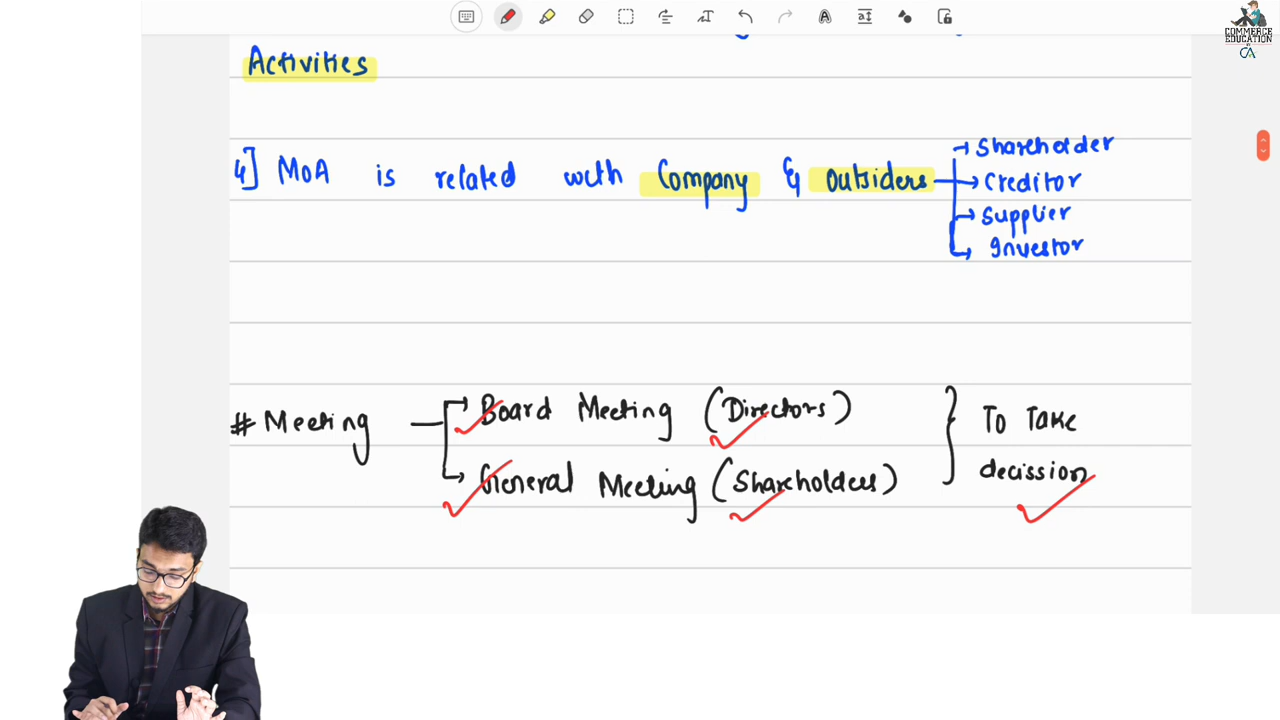 COMMERCE
EDUCATION
BY
CA
Activities
4] MoA is related with Company & outsiders
Shareholder
Creditor
Supplier
Investor
# Meeting
Board Meeting (Directors)
General Meeting (Shareholders)
To Take
decission